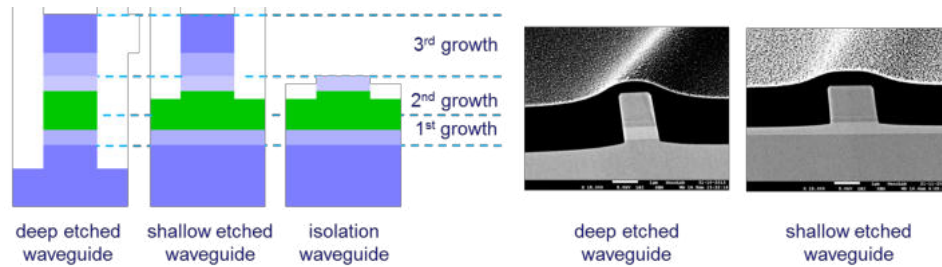 3rd growth
2nd growth
1st growth
deep etched
waveguide
shallow etched
waveguide
isolation
waveguide
deep etched
waveguide
shallow etched
waveguide